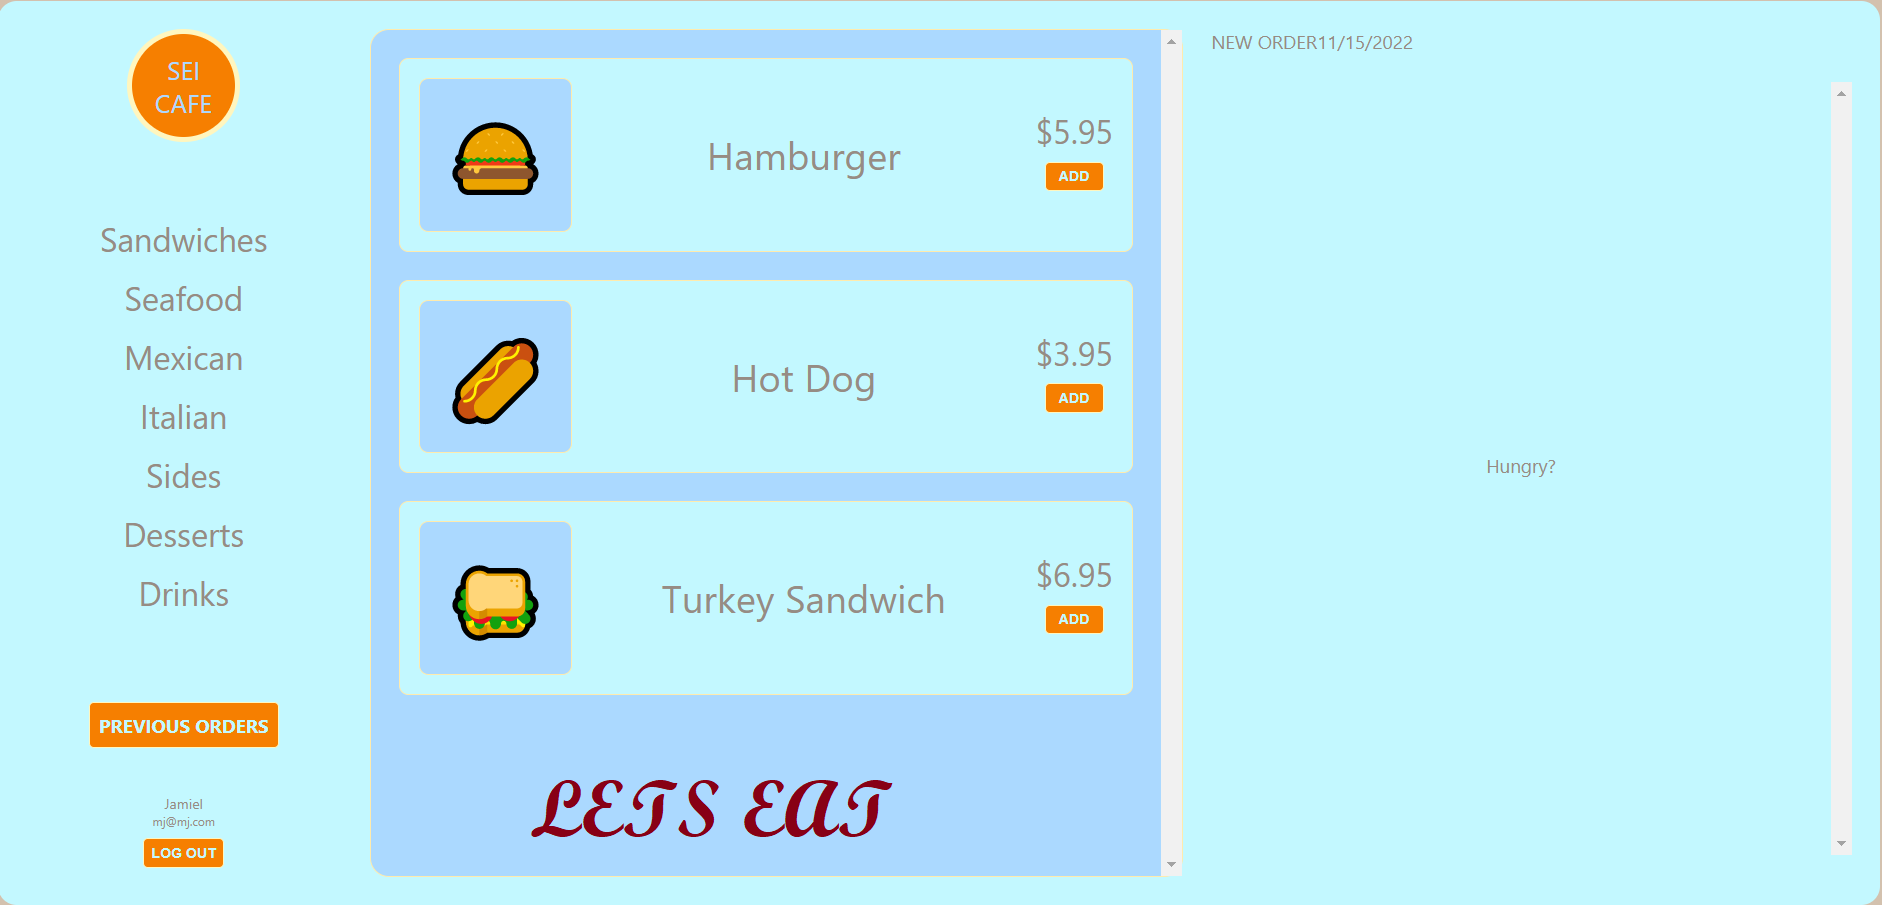 SEI
CAFE
Sandwiches
Seafood
Mexican
Italian
Sides
Desserts
Drinks
PREVIOUS ORDERS
Jamiel
mj@mj.com
LOG OUT
Hamburger
$5.95
ADD
Hot Dog
$3.95
ADD
Turkey Sandwich
$6.95
ADD
LETS EAT
NEW ORDER11/15/2022
Hungry?